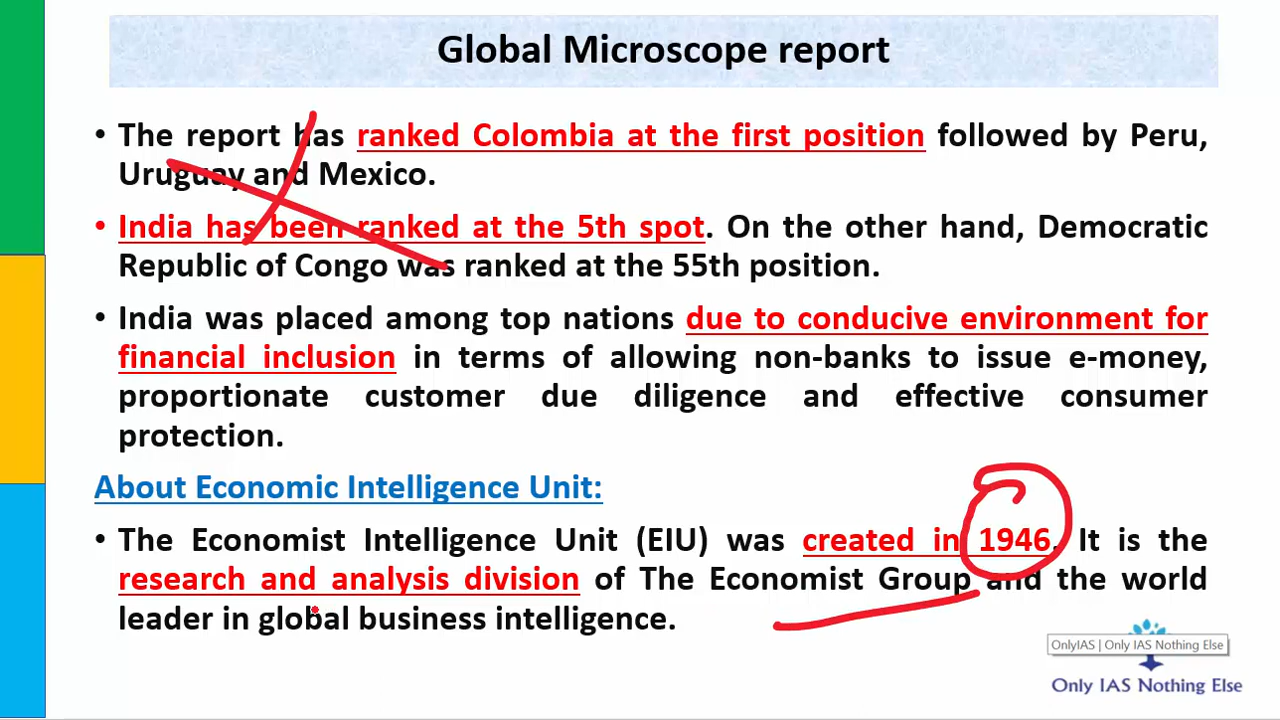 Global Microscope report
• The report has ranked Colombia at the first position followed by Peru,
Uruguay and Mexico.
• India has been ranked at the 5th spot. On the other hand, Democratic
Republic of Congo was ranked at the 55th position.
• India was placed among top nations due to conducive environment for
financial inclusion in terms of allowing non-banks to issue e-money,
proportionate customer due diligence and effective consumer
protection.
About Economic Intelligence Unit:
• The Economist Intelligence Unit (EIU) was created in 1946. It is the
research and analysis division of The Economist Group and the world
leader in global business intelligence.
OnlyIAS | Only IAS Nothing Else
Only IAS Nothing Else